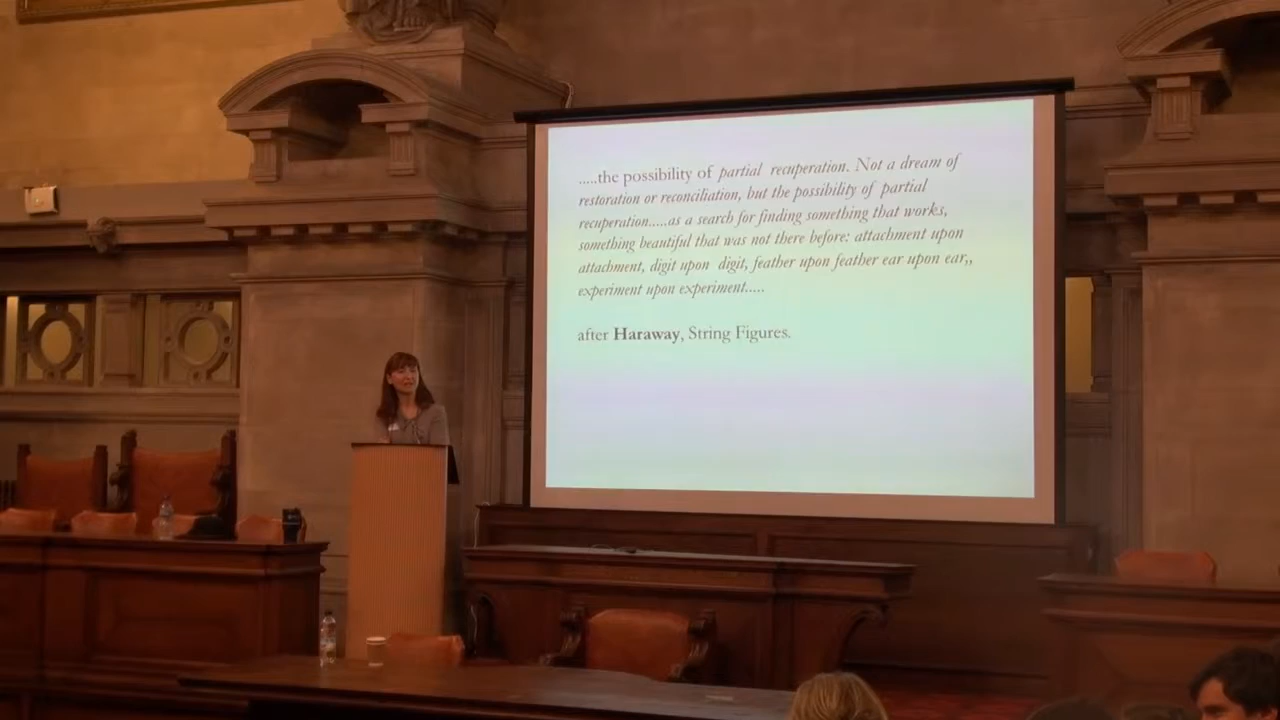 .....the possibility of partial recuperation. Not a dream of
restoration or reconciliation, but the possibility of partial
recuperation.....as a search for finding something that works,
something beautiful that was not there before: attachment upon
attachment, digit upon digit, feather upon feather ear upon ear,,
experiment upon experiment.....
after Haraway, String Figures.